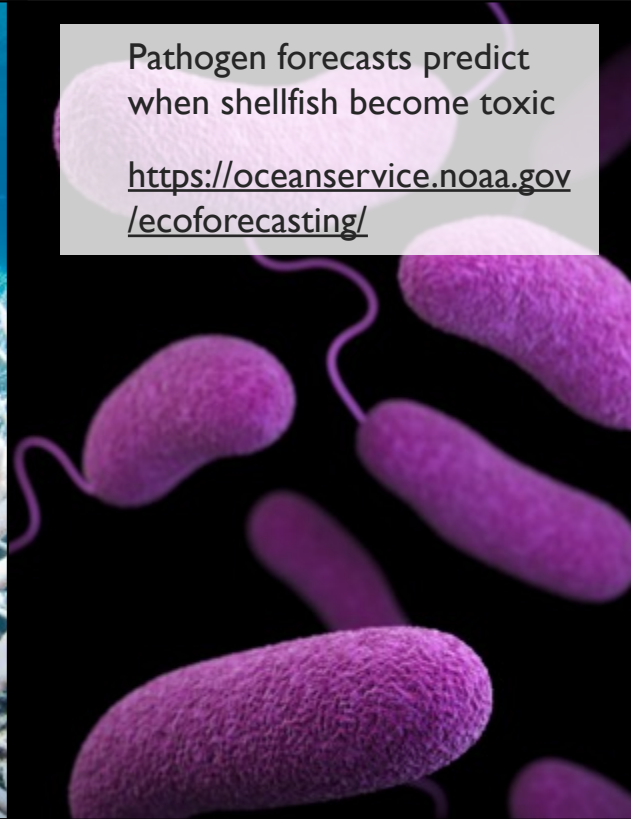 Pathogen forecasts predict
when shellfish become toxic
https://oceanservice.noaa.gov
/ecoforecasting/